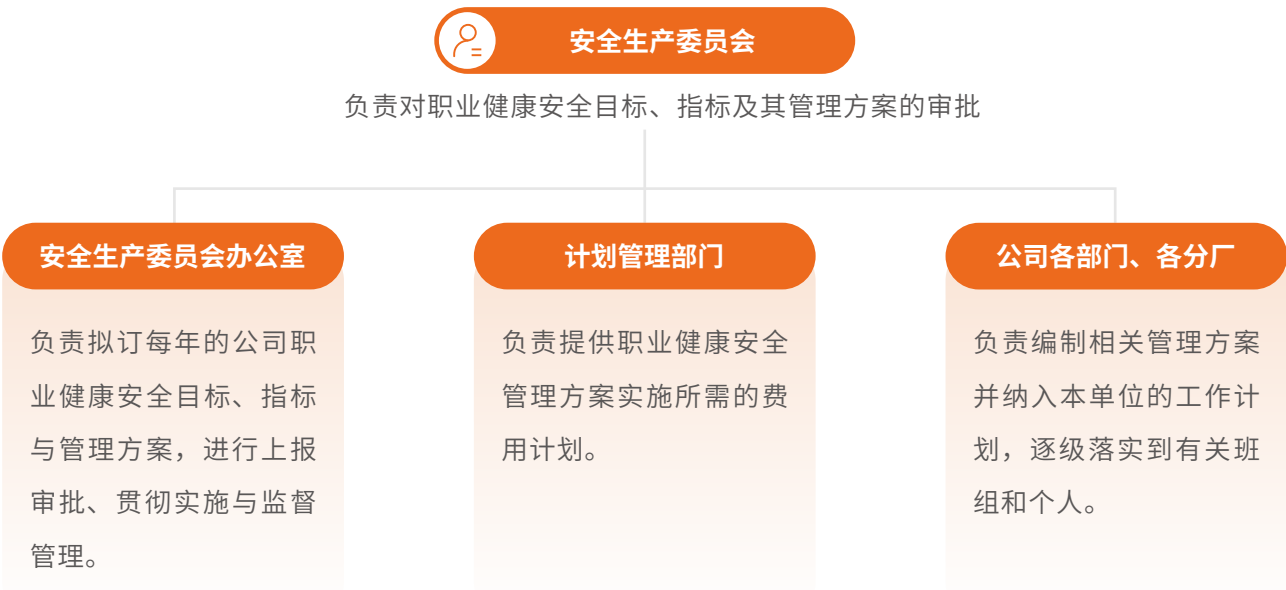 安全生产委员会
负责对职业健康安全目标、指标及其管理方案的审批
安全生产委员会办公室
负责拟订每年的公司职
业健康安全目标、指标
与管理方案，进行上报
审批、贯彻实施与监督
管理。
计划管理部门
负责提供职业健康安全
管理方案实施所需的费
用计划。
公司各部门、各分厂
负责编制相关管理方案
并纳入本单位的工作计
划，逐级落实到有关班
组和个人。